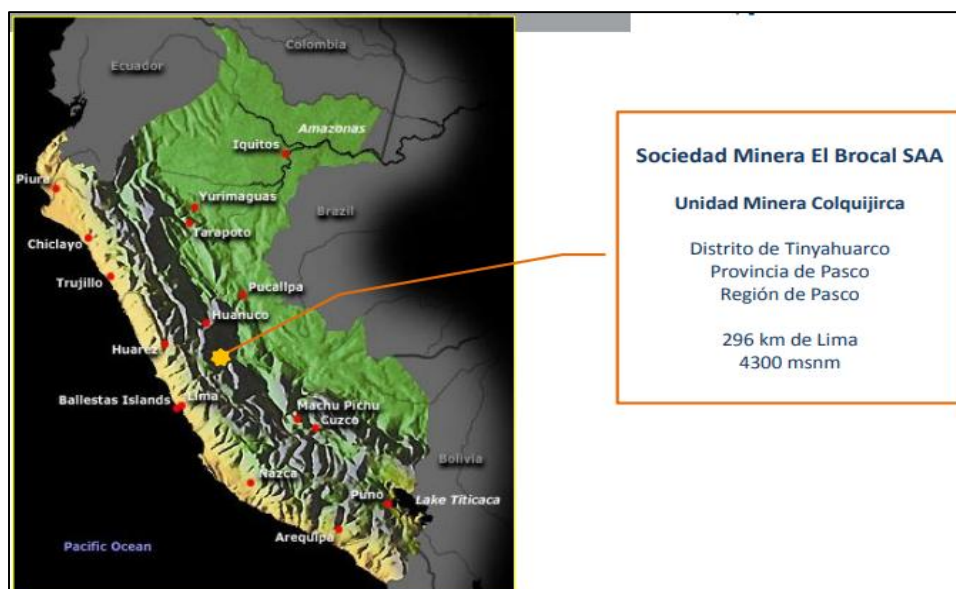 Colombia
Ecuador
Amazonas
Iquitos
Piura
Yurimaguas
Brazil
Tarapoto
Chiclayo
Trujillo
Pucallpa
Huanuco
Huarez
Ballestas Islands
Lima
Machu Pichu
Cuzco
Bolivia
Nazca
Puno
Lake Titicaca
Arequipa
Pacific Ocean
Sociedad Minera El Brocal SAA
Unidad Minera Colquijirca
Distrito de Tinyahuarco
Provincia de Pasco
Región de Pasco
296 km de Lima
4300 msnm